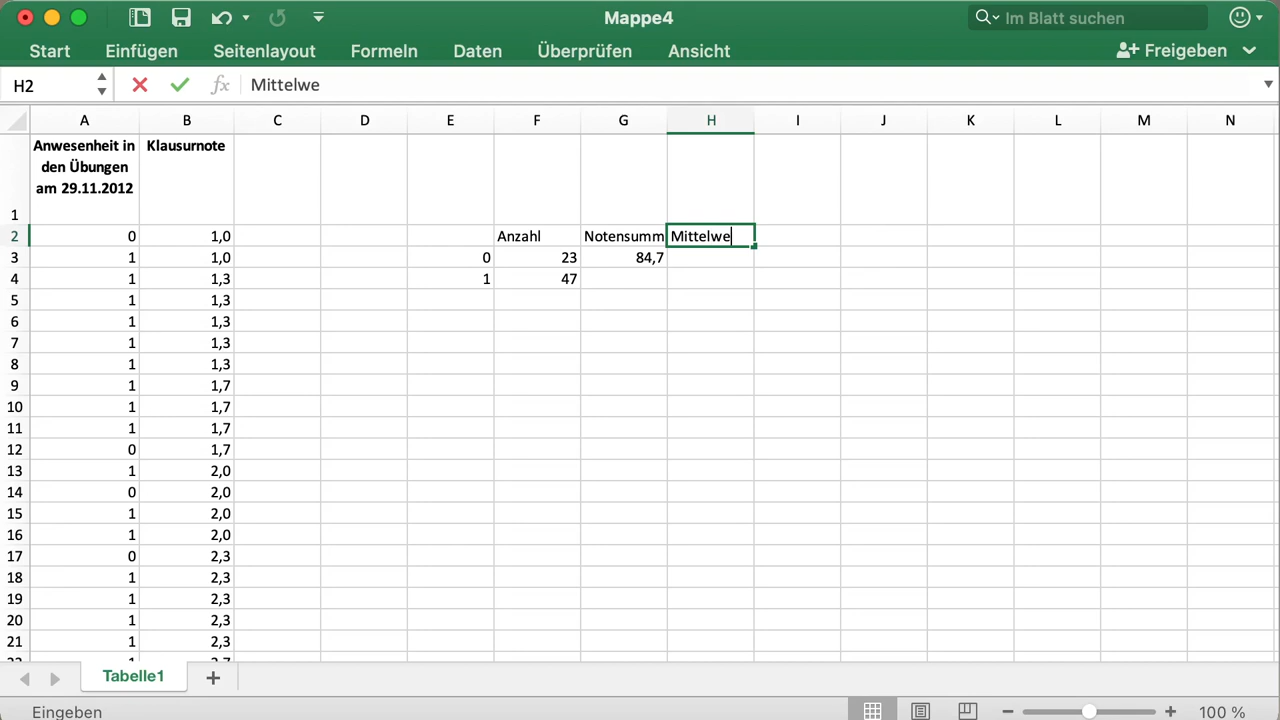 Mappe4
Im Blatt suchen
Start Einfügen Seitenlayout Formeln Daten Überprüfen Ansicht Freigeben
H2 fx Mittelwe
A B C D E F G H I J K L M N
1 Anwesenheit in den Übungen am 29.11.2012 Klausurnote
2 0 1,0 Anzahl Notensumm Mittelwe
3 1 1,0 0 23 84,7
4 1 1,3 1 47
5 1 1,3
6 1 1,3
7 1 1,3
8 1 1,3
9 1 1,7
10 1 1,7
11 1 1,7
12 0 1,7
13 1 2,0
14 0 2,0
15 1 2,0
16 1 2,0
17 0 2,3
18 1 2,3
19 1 2,3
20 1 2,3
21 1 2,3
Tabelle1
Eingeben 100 %